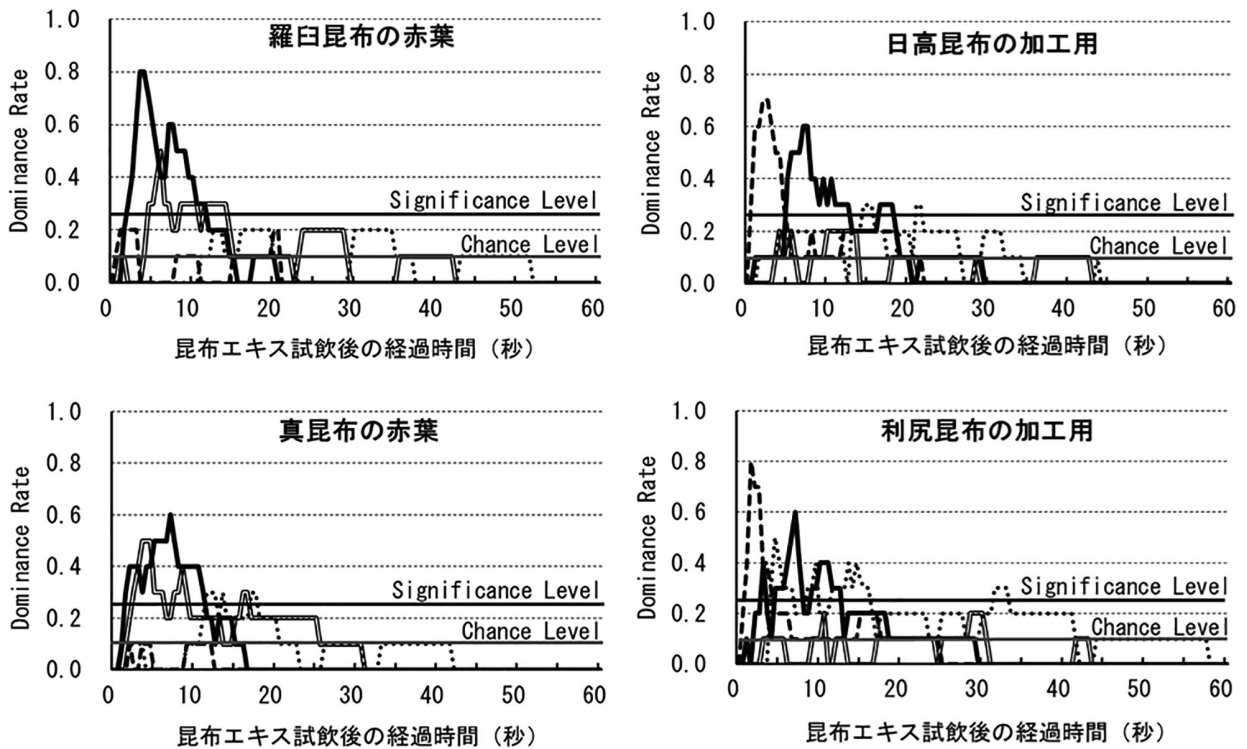 羅臼昆布の赤葉
Dominance Rate
1.0
0.8
0.6
0.4
0.2
0.0
Significance Level
Chance Level
0 10 20 30 40 50 60
昆布エキス試飲後の経過時間（秒）
日高昆布の加工用
Dominance Rate
1.0
0.8
0.6
0.4
0.2
0.0
Significance Level
Chance Level
0 10 20 30 40 50 60
昆布エキス試飲後の経過時間（秒）
真昆布の赤葉
Dominance Rate
1.0
0.8
0.6
0.4
0.2
0.0
Significance Level
Chance Level
0 10 20 30 40 50 60
昆布エキス試飲後の経過時間（秒）
利尻昆布の加工用
Dominance Rate
1.0
0.8
0.6
0.4
0.2
0.0
Significance Level
Chance Level
0 10 20 30 40 50 60
昆布エキス試飲後の経過時間（秒）